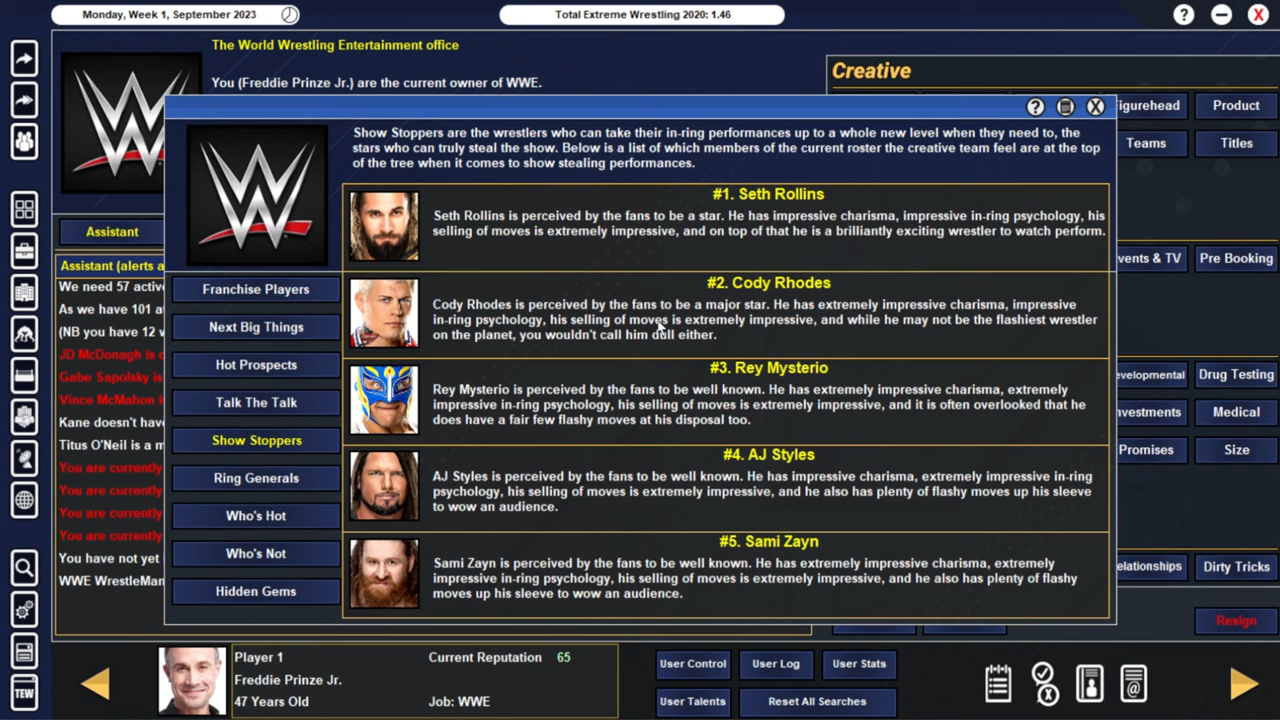 Monday, Week 1, September 2023
Total Extreme Wrestling 2020: 1.46
?
X
The World Wrestling Entertainment office
You (Freddie Prinze Jr.) are the current owner of WWE.
Creative
igurehead
Product
Teams
Titles
vents & TV
Pre Booking
evelopmental
Drug Testing
nvestments
Medical
Promises
Size
elationships
Dirty Tricks
Resign
Assistant
Assistant (alerts a
We need 57 activ
As we have 101 a
(NB you have 12 w
JD McDonagh is c
Gabe Sapolsky is
Vince McMahon i
Kane doesn't hav
Titus O'Neil is a m
You are currently
You are currently
You are currently
You are currently
You have not yet
WWE WrestleMan
?
X
Show Stoppers are the wrestlers who can take their in-ring performances up to a whole new level when they need to, the
stars who can truly steal the show. Below is a list of which members of the current roster the creative team feel are at the top
of the tree when it comes to show stealing performances.
Franchise Players
Next Big Things
Hot Prospects
Talk The Talk
Show Stoppers
Ring Generals
Who's Hot
Who's Not
Hidden Gems
#1. Seth Rollins
Seth Rollins is perceived by the fans to be a star. He has impressive charisma, impressive in-ring psychology, his
selling of moves is extremely impressive, and on top of that he is a brilliantly exciting wrestler to watch perform.
#2. Cody Rhodes
Cody Rhodes is perceived by the fans to be a major star. He has extremely impressive charisma, impressive
in-ring psychology, his selling of moves is extremely impressive, and while he may not be the flashiest wrestler
on the planet, you wouldn't call him dull either.
#3. Rey Mysterio
Rey Mysterio is perceived by the fans to be well known. He has extremely impressive charisma, extremely
impressive in-ring psychology, his selling of moves is extremely impressive, and it is often overlooked that he
does have a fair few flashy moves at his disposal too.
#4. AJ Styles
AJ Styles is perceived by the fans to be well known. He has impressive charisma, extremely impressive in-ring
psychology, his selling of moves is extremely impressive, and he also has plenty of flashy moves up his sleeve
to wow an audience.
#5. Sami Zayn
Sami Zayn is perceived by the fans to be well known. He has extremely impressive charisma, extremely
impressive in-ring psychology, his selling of moves is extremely impressive, and he also has plenty of flashy
moves up his sleeve to wow an audience.
TEW
Player 1
Freddie Prinze Jr.
47 Years Old
Current Reputation 65
Job: WWE
User Control
User Log
User Stats
User Talents
Reset All Searches